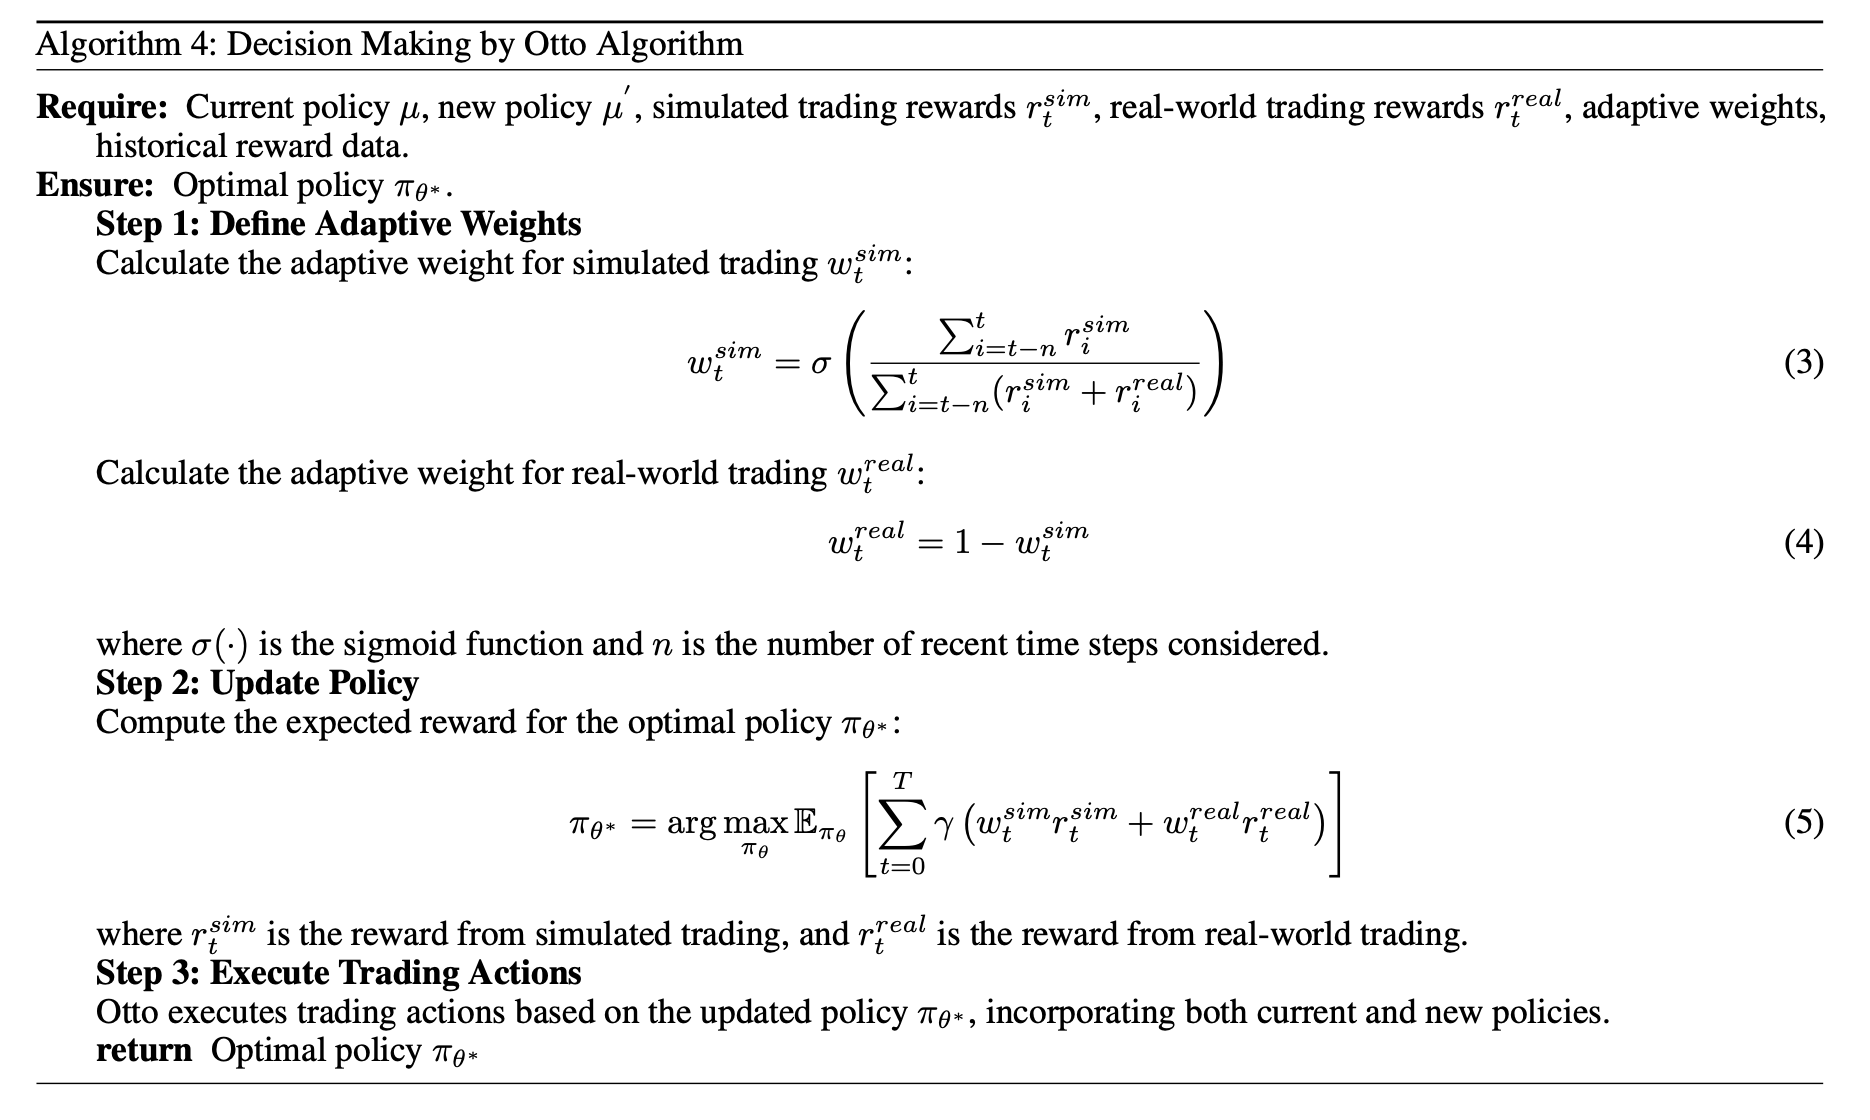 Algorithm 4: Decision Making by Otto Algorithm
Require: Current policy $\mu$, new policy $\mu^{'}$, simulated trading rewards $r_t^{sim}$, real-world trading rewards $r_t^{real}$, adaptive weights,
historical reward data.
Ensure: Optimal policy $\pi_{\theta^*}$.
Step 1: Define Adaptive Weights
Calculate the adaptive weight for simulated trading $w_t^{sim}$:
$w_t^{sim} = \sigma \left( \frac{\sum_{i=t-n}^{t} r_i^{sim}}{\sum_{i=t-n}^{t} (r_i^{sim} + r_i^{real})} \right)$ (3)
Calculate the adaptive weight for real-world trading $w_t^{real}$:
$w_t^{real} = 1 - w_t^{sim}$ (4)
where $\sigma(\cdot)$ is the sigmoid function and $n$ is the number of recent time steps considered.
Step 2: Update Policy
Compute the expected reward for the optimal policy $\pi_{\theta^*}$:
$\pi_{\theta^*} = \arg\max_{\pi_\theta} \mathbb{E}_{\pi_\theta} \left[ \sum_{t=0}^{T} \gamma \left( w_t^{sim} r_t^{sim} + w_t^{real} r_t^{real} \right) \right]$ (5)
where $r_t^{sim}$ is the reward from simulated trading, and $r_t^{real}$ is the reward from real-world trading.
Step 3: Execute Trading Actions
Otto executes trading actions based on the updated policy $\pi_{\theta^*}$, incorporating both current and new policies.
return Optimal policy $\pi_{\theta^*}$